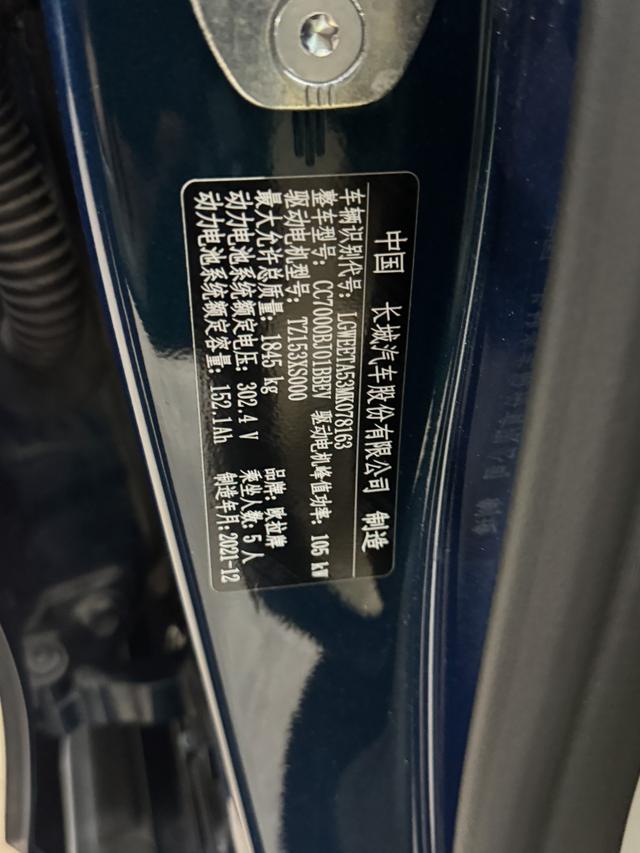 中国 长城汽车股份有限公司 制造
车辆识别代号: LGWEETA53MK078163
整车型号: CC7000BJ01BBEV 驱动电机峰值功率: 105 kW
驱动电机型号: TZ153XS000
最大允许总质量: 1845 kg 品牌: 欧拉牌
动力电池系统额定电压: 302.4 V 乘坐人数: 5 人
动力电池系统额定容量: 152.1Ah 制造年月: 2021-12